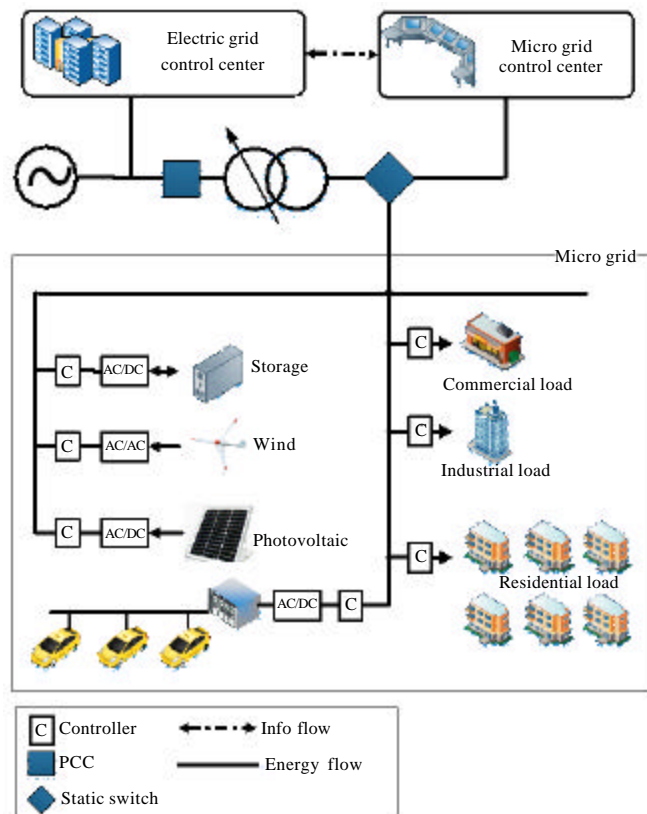 Electric grid
control center
Micro grid
control center
Micro grid
C
AC/DC
Storage
C
Commercial load
C
AC/AC
Wind
C
Industrial load
C
AC/DC
Photovoltaic
C
Residential load
AC/DC
C
C
Controller
Info flow
PCC
Energy flow
Static switch